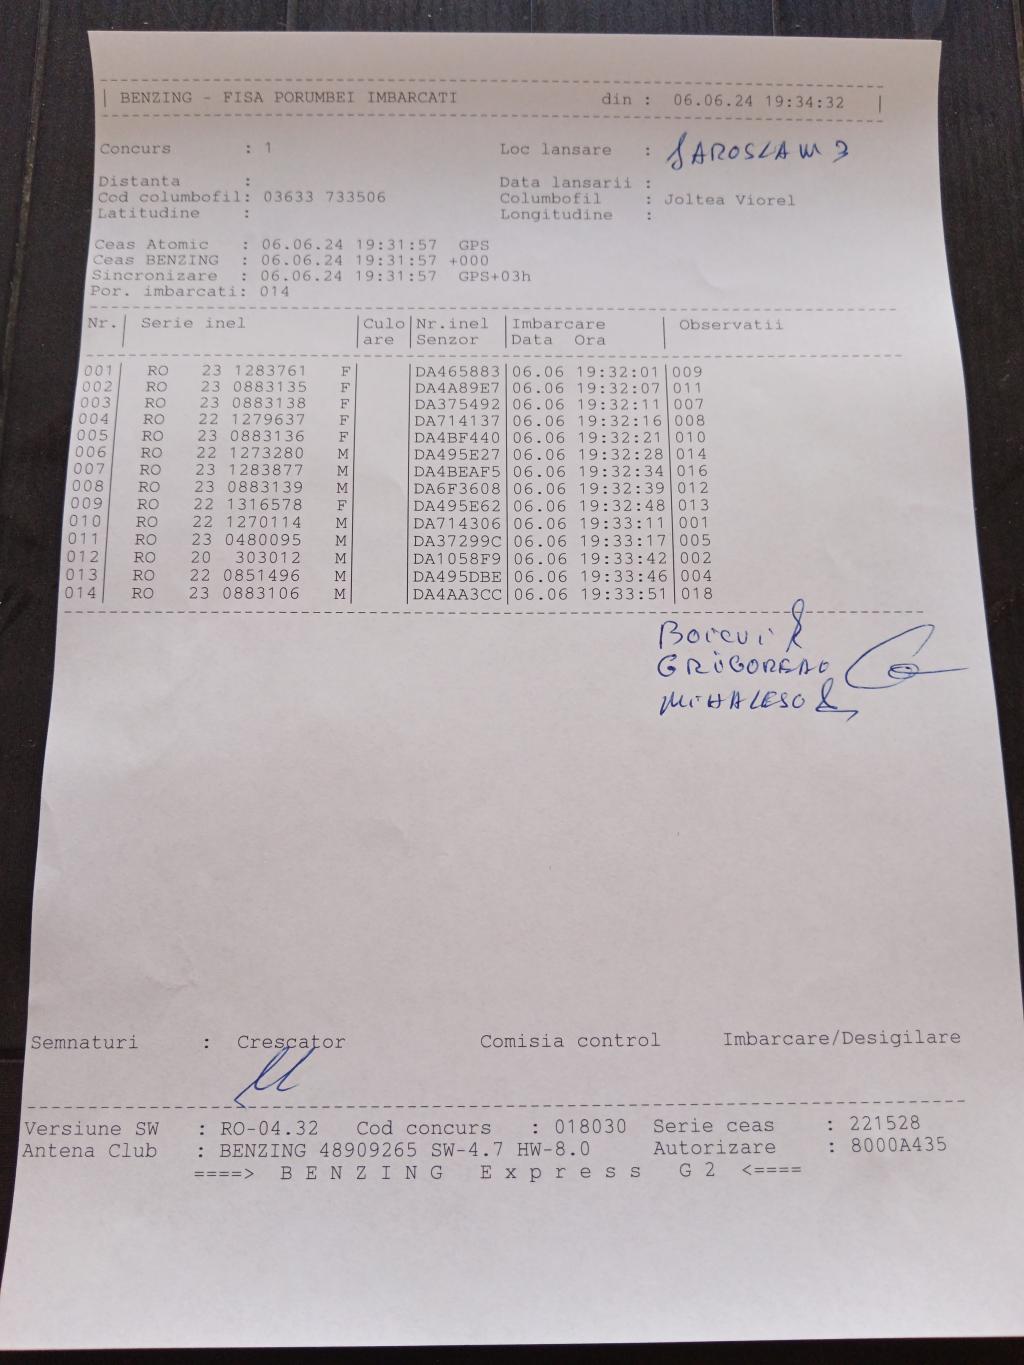 | BENZING - FISA PORUMBEI IMBARCATI din : 06.06.24 19:34:32 |
Concurs : 1 Loc lansare : JAROSLAW 3
Distanta : Data lansarii :
Cod columbofil: 03633 733506 Columbofil : Joltea Viorel
Latitudine : Longitudine :
Ceas Atomic : 06.06.24 19:31:57 GPS
Ceas BENZING : 06.06.24 19:31:57 +000
Sincronizare : 06.06.24 19:31:57 GPS+03h
Por. imbarcati: 014
Nr.| Serie inel |Culo|Nr.inel |Imbarcare | Observatii
| |are |Senzor |Data Ora |
001| RO 23 1283761 F| |DA465883|06.06 19:32:01|009
002| RO 23 0883135 F| |DA4A89E7|06.06 19:32:07|011
003| RO 23 0883138 F| |DA375492|06.06 19:32:11|007
004| RO 22 1279637 F| |DA714137|06.06 19:32:16|008
005| RO 23 0883136 F| |DA4BF440|06.06 19:32:21|010
006| RO 22 1273280 M| |DA495E27|06.06 19:32:28|014
007| RO 23 1283877 M| |DA4BEAF5|06.06 19:32:34|016
008| RO 23 0883139 M| |DA6F3608|06.06 19:32:39|012
009| RO 22 1316578 F| |DA495E62|06.06 19:32:48|013
010| RO 22 1270114 M| |DA714306|06.06 19:33:11|001
011| RO 23 0480095 M| |DA37299C|06.06 19:33:17|005
012| RO 20 303012 M| |DA1058F9|06.06 19:33:42|002
013| RO 22 0851496 M| |DA495DBE|06.06 19:33:46|004
014| RO 23 0883106 M| |DA4AA3CC|06.06 19:33:51|018
Semnaturi : Crescator Comisia control Imbarcare/Desigilare
Versiune SW : RO-04.32 Cod concurs : 018030 Serie ceas : 221528
Antena Club : BENZING 48909265 SW-4.7 HW-8.0 Autorizare : 8000A435
====> B E N Z I N G E x p r e s s G 2 <====